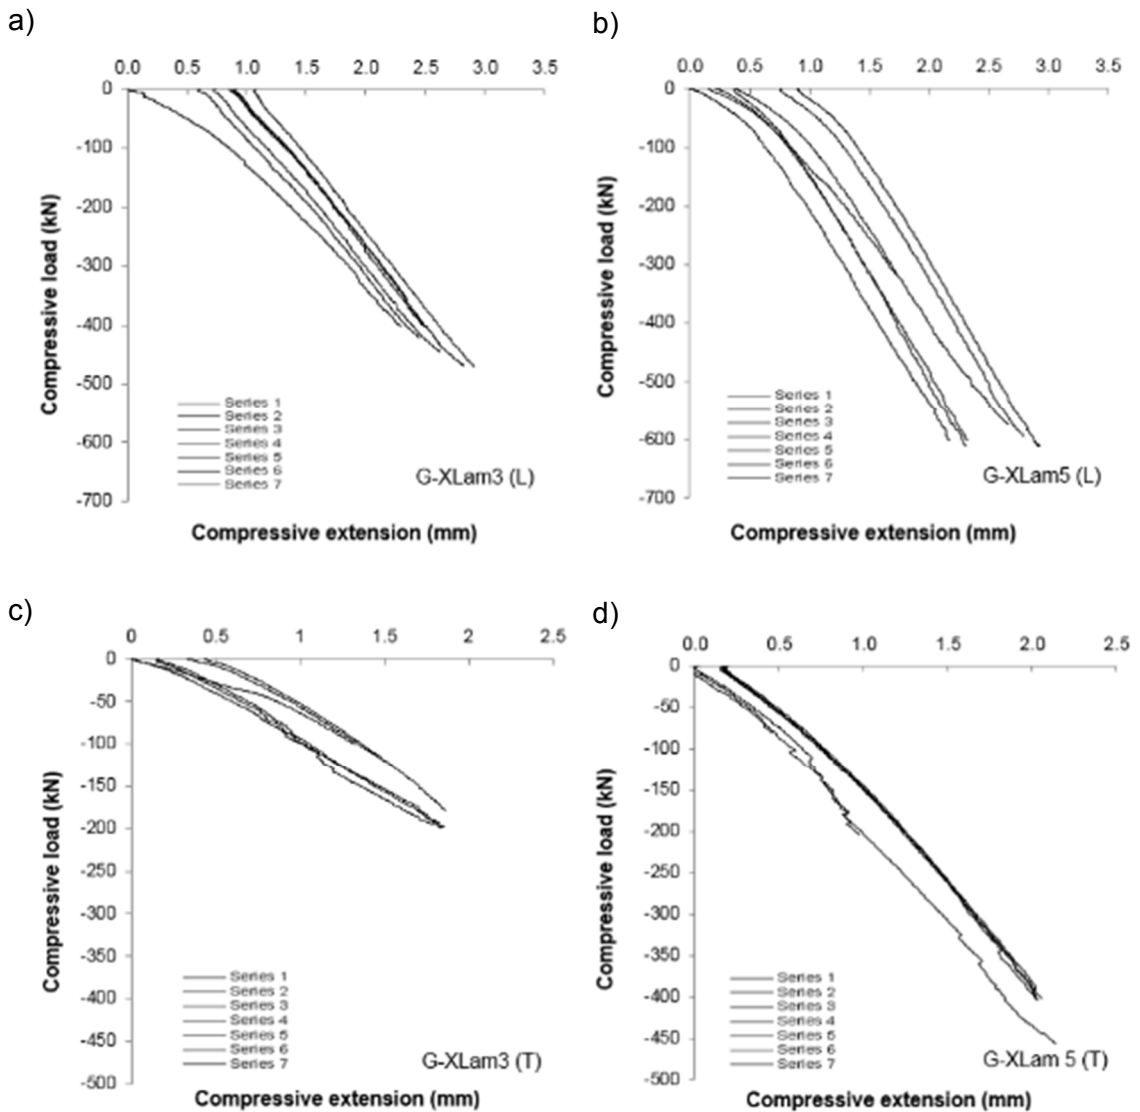 a)
0.0 0.5 1.0 1.5 2.0 2.5 3.0 3.5
0
-100
-200
-300
-400
-500
-600
-700
Compressive load (kN)
Series 1
Series 2
Series 3
Series 4
Series 5
Series 6
Series 7
G-XLam3 (L)
Compressive extension (mm)
b)
0.0 0.5 1.0 1.5 2.0 2.5 3.0 3.5
0
-100
-200
-300
-400
-500
-600
-700
Compressive load (kN)
Series 1
Series 2
Series 3
Series 4
Series 5
Series 6
Series 7
G-XLam5 (L)
Compressive extension (mm)
c)
0 0.5 1 1.5 2 2.5
0
-50
-100
-150
-200
-250
-300
-350
-400
-450
-500
Compressive load (kN)
Series 1
Series 2
Series 3
Series 4
Series 5
Series 6
Series 7
G-XLam3 (T)
Compressive extension (mm)
d)
0.0 0.5 1.0 1.5 2.0 2.5
0
-50
-100
-150
-200
-250
-300
-350
-400
-450
-500
Compressive load (kN)
Series 1
Series 2
Series 3
Series 4
Series 5
Series 6
Series 7
G-XLam 5 (T)
Compressive extension (mm)